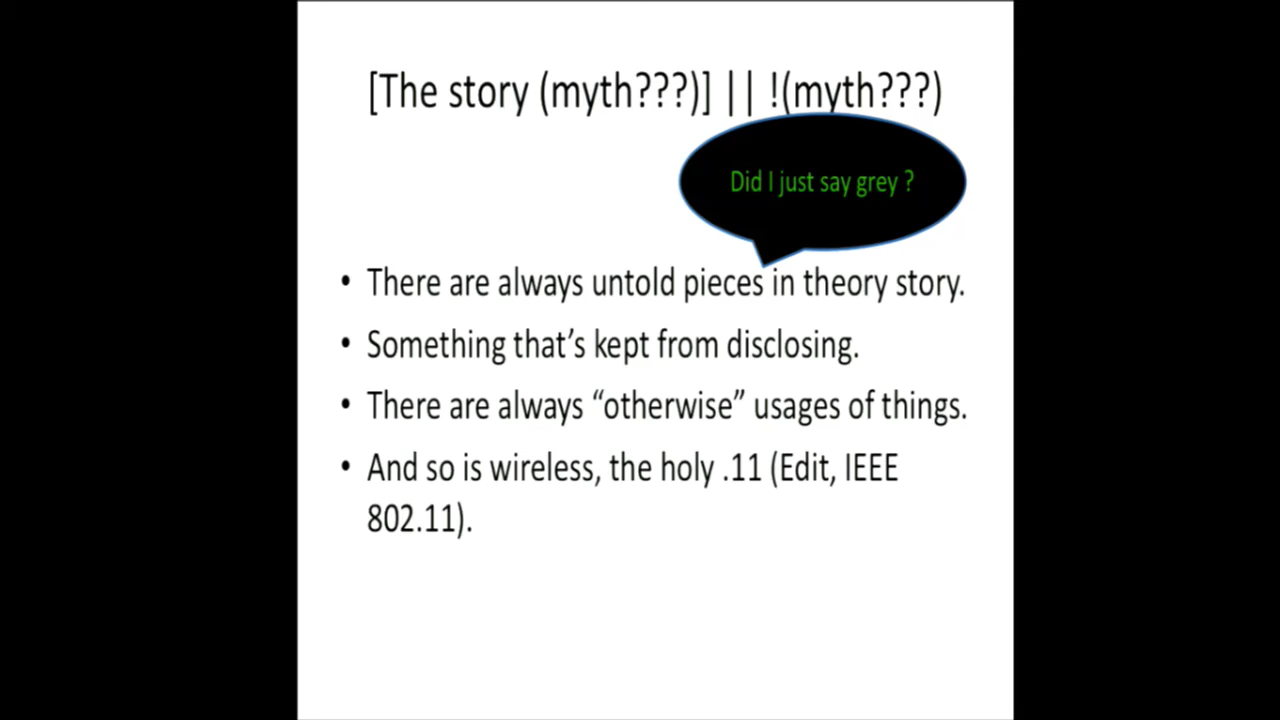 [The story (myth???)] || !(myth???)
Did I just say grey ?
• There are always untold pieces in theory story.
• Something that’s kept from disclosing.
• There are always “otherwise” usages of things.
• And so is wireless, the holy .11 (Edit, IEEE
802.11).